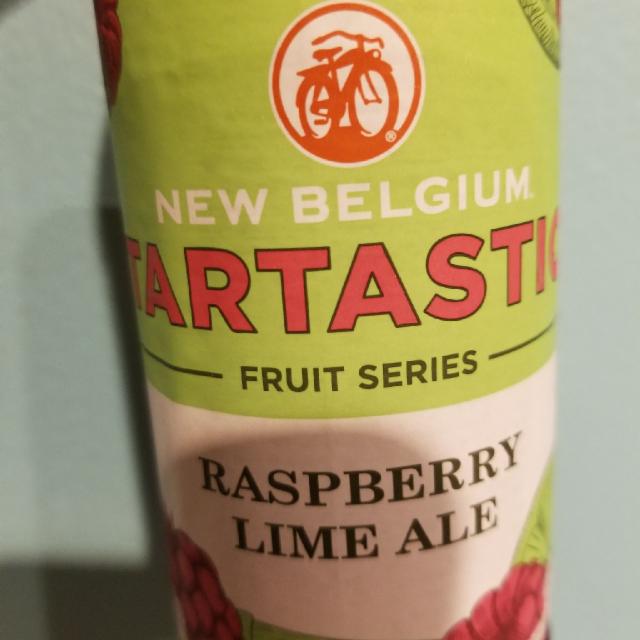 NEW BELGIUM
TARTASTIC
FRUIT SERIES
RASPBERRY
LIME ALE